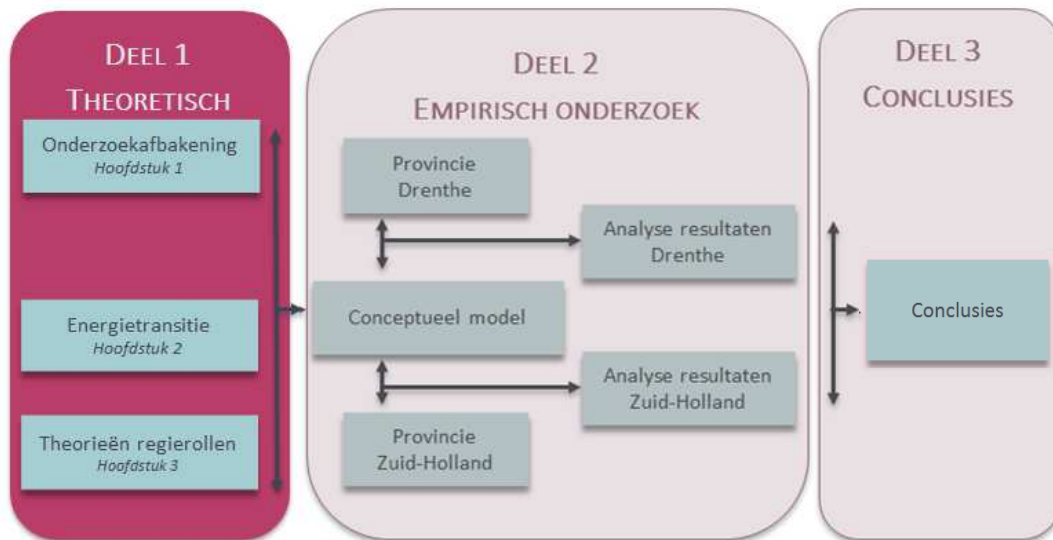 DEEL 1
THEORETISCH
Onderzoekafbakening
Hoofdstuk 1
Energietransitie
Hoofdstuk 2
Theorieën regierollen
Hoofdstuk 3
DEEL 2
EMPIRISCH ONDERZOEK
Provincie
Drenthe
Analyse resultaten
Drenthe
Conceptueel model
Analyse resultaten
Zuid-Holland
Provincie
Zuid-Holland
DEEL 3
CONCLUSIES
Conclusies